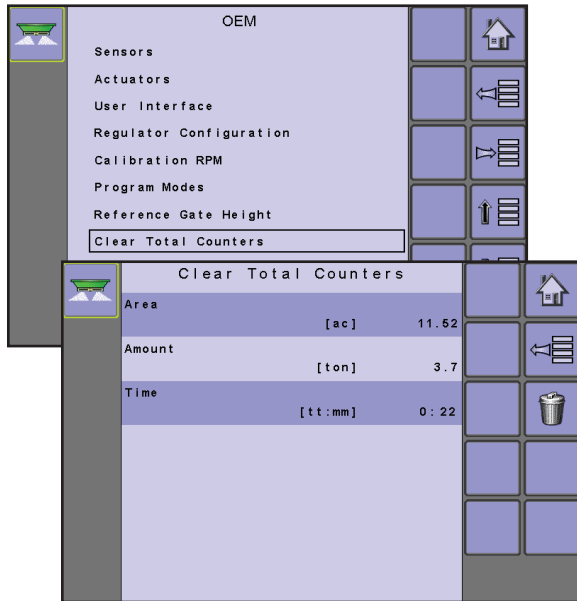 OEM
Sensors
Actuators
User Interface
Regulator Configuration
Calibration RPM
Program Modes
Reference Gate Height
Clear Total Counters
Clear Total Counters
Area
[ac] 11.52
Amount
[ton] 3.7
Time
[tt:mm] 0: 22